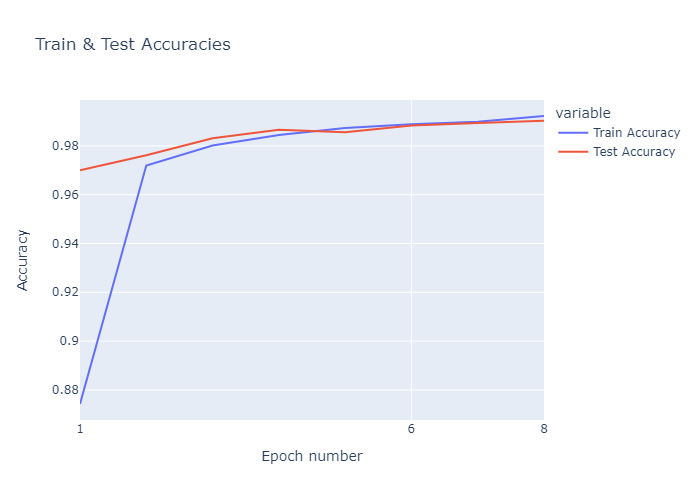 Train & Test Accuracies
variable
Train Accuracy
Test Accuracy
0.98
0.96
0.94
0.92
0.9
0.88
Accuracy
1
6
8
Epoch number